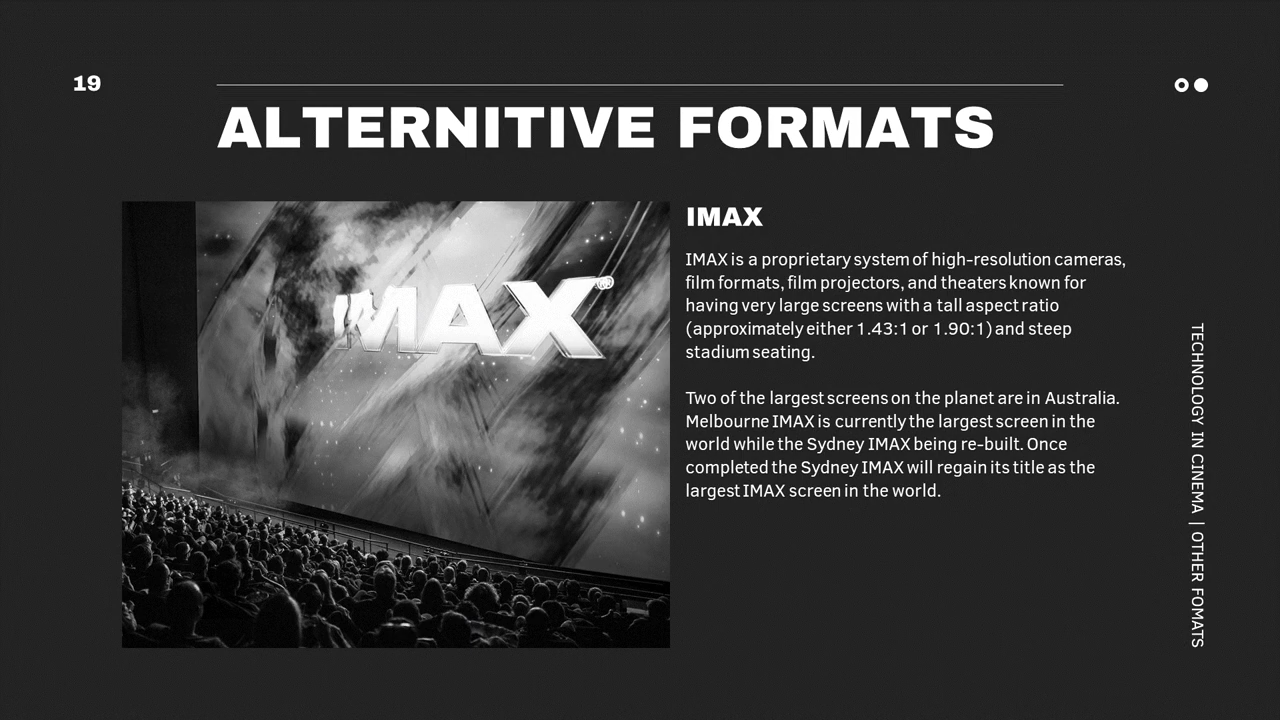 19
ALTERNITIVE FORMATS
IMAX®
IMAX
IMAX is a proprietary system of high-resolution cameras,
film formats, film projectors, and theaters known for
having very large screens with a tall aspect ratio
(approximately either 1.43:1 or 1.90:1) and steep
stadium seating.
Two of the largest screens on the planet are in Australia.
Melbourne IMAX is currently the largest screen in the
world while the Sydney IMAX being re-built. Once
completed the Sydney IMAX will regain its title as the
largest IMAX screen in the world.
TECHNOLOGY IN CINEMA | OTHER FOMATS